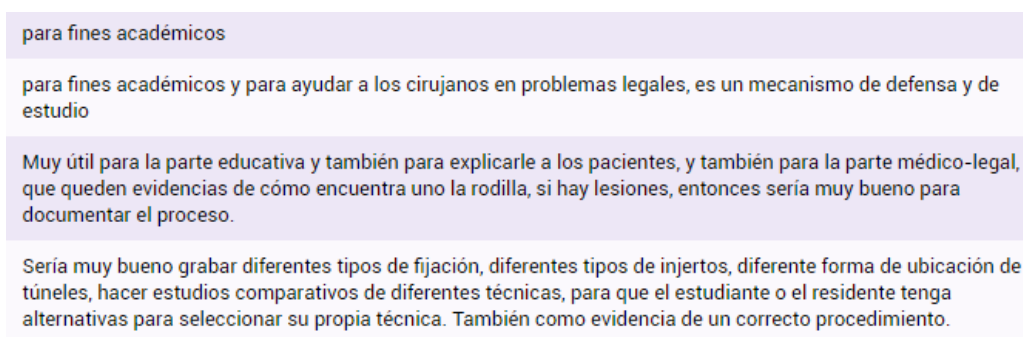 para fines académicos
para fines académicos y para ayudar a los cirujanos en problemas legales, es un mecanismo de defensa y de
estudio
Muy útil para la parte educativa y también para explicarle a los pacientes, y también para la parte médico-legal,
que queden evidencias de cómo encuentra uno la rodilla, si hay lesiones, entonces sería muy bueno para
documentar el proceso.
Sería muy bueno grabar diferentes tipos de fijación, diferentes tipos de injertos, diferente forma de ubicación de
túneles, hacer estudios comparativos de diferentes técnicas, para que el estudiante o el residente tenga
alternativas para seleccionar su propia técnica. También como evidencia de un correcto procedimiento.